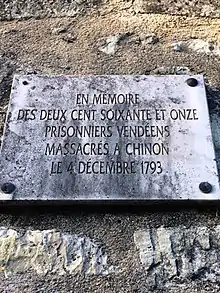 EN MÉMOIRE
DES DEUX CENT SOIXANTE ET ONZE
PRISONNIERS VENDÉENS
MASSACRÉS A CHINON
LE 4 DÉCEMBRE 1793